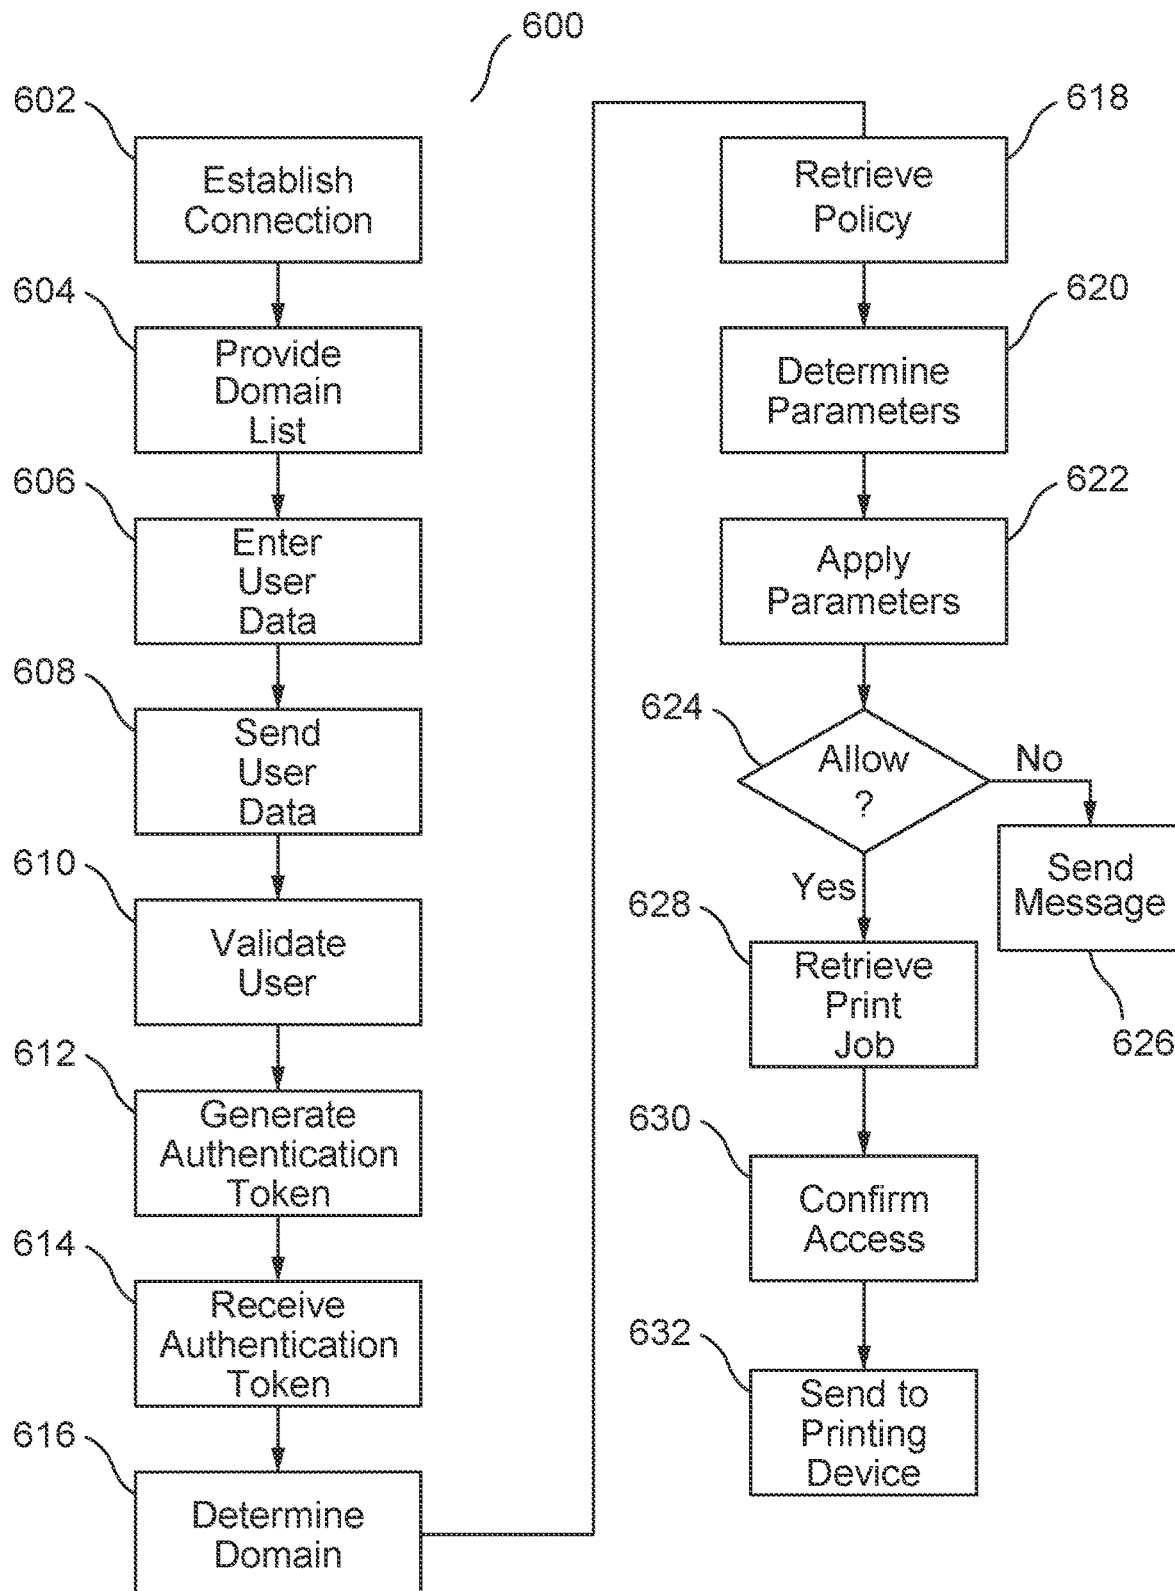 600
602
Establish
Connection
604
Provide
Domain
List
606
Enter
User
Data
608
Send
User
Data
610
Validate
User
612
Generate
Authentication
Token
614
Receive
Authentication
Token
616
Determine
Domain
618
Retrieve
Policy
620
Determine
Parameters
622
Apply
Parameters
624
Allow
?
No
Yes
Send
Message
626
628
Retrieve
Print
Job
630
Confirm
Access
632
Send to
Printing
Device